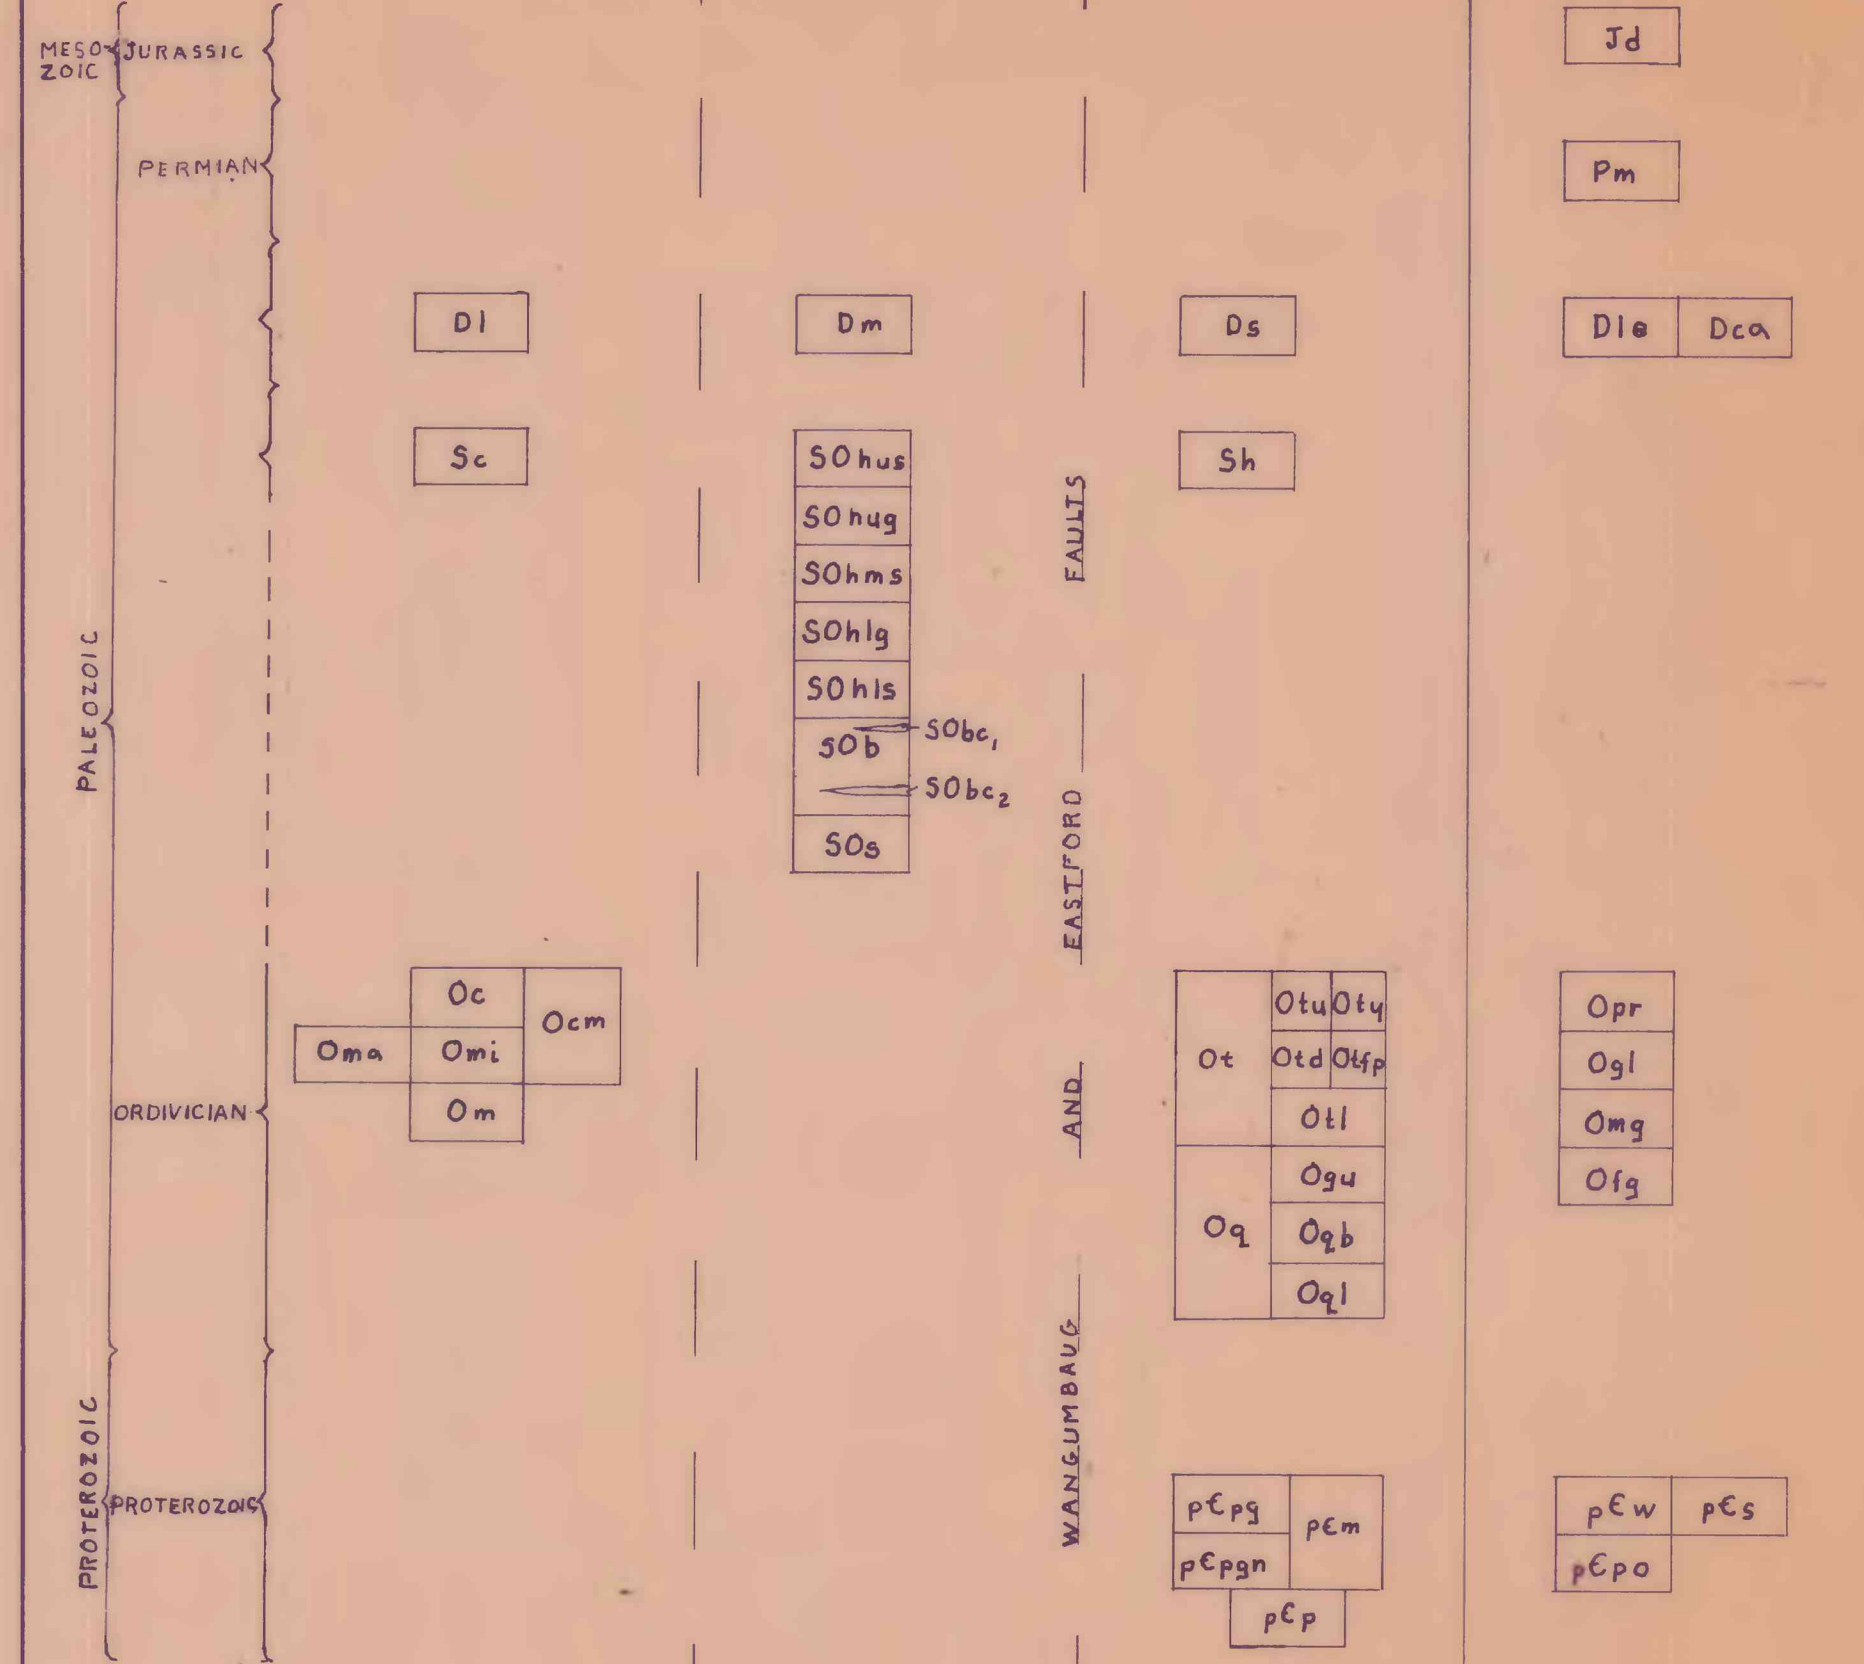 MESO-
ZOIC
JURASSIC
Jd
PERMIAN
Pm
Dl
Dm
Ds
Dle
Dca
Sc
SOhus
Sh
SOhug
SOhms
SOhlg
SOhls
SOb
SObc₁
SObc₂
SOs
PALEOZOIC
WANGUMBAUG AND EASTFORD FAULTS
Oc
Ocm
Oma
Omi
Om
ORDIVICIAN
Ot
Otu
Oty
Otd
Otfp
Otl
Oq
Oqu
Oqb
Oql
Opr
Ogl
Omg
Ofg
PROTEROZOIC
PROTEROZOIC
p€pg
p€m
p€pgn
p€p
p€w
p€s
p€po